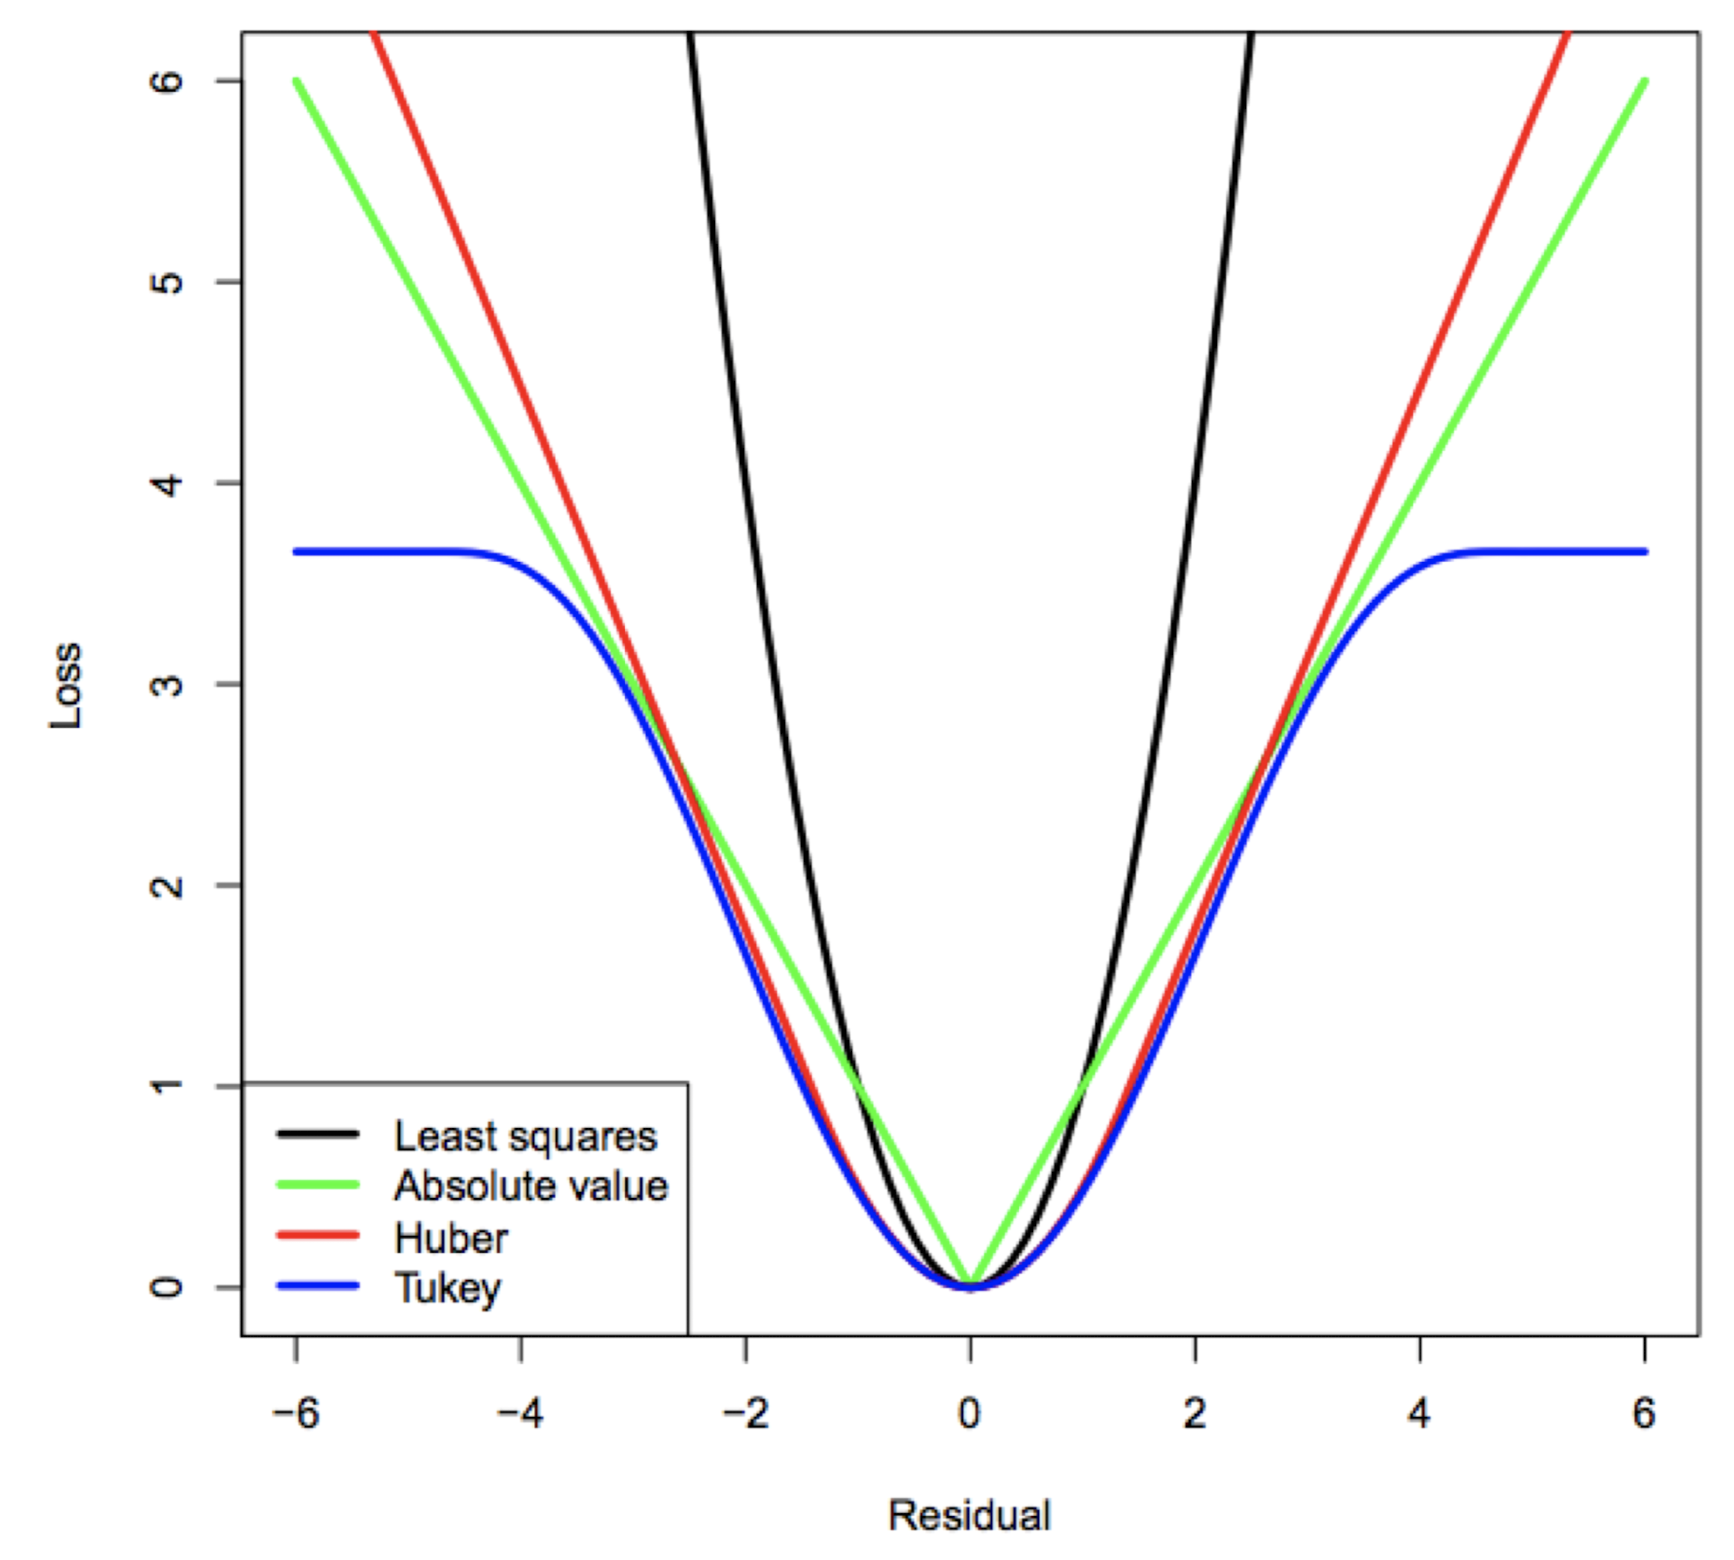 6
5
4
3
2
1
0
Loss
Least squares
Absolute value
Huber
Tukey
−6 −4 −2 0 2 4 6
Residual